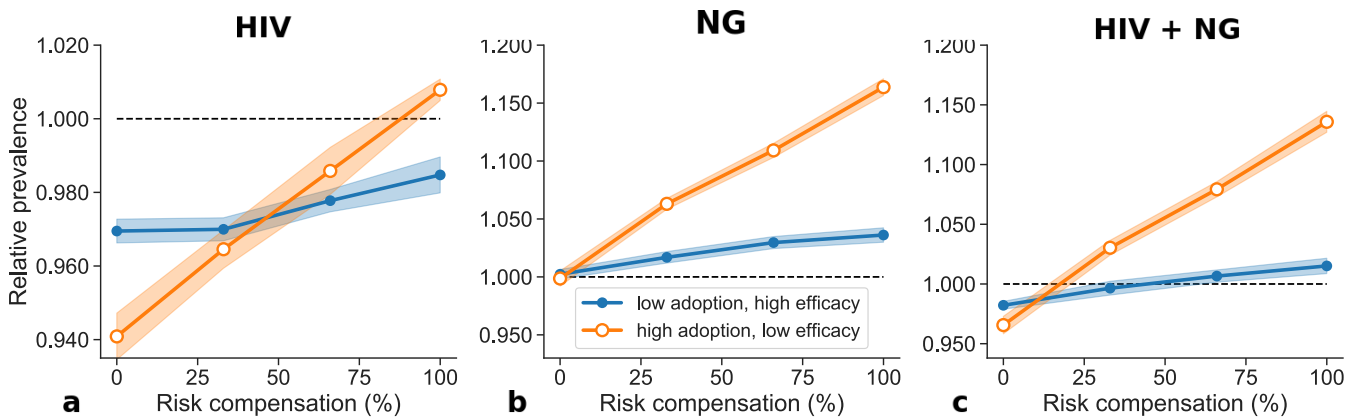 HIV
NG
HIV + NG
Relative prevalence
1.020
1.000
0.980
0.960
0.940
0 25 50 75 100
a Risk compensation (%)
1.200
1.150
1.100
1.050
1.000
0.950
low adoption, high efficacy
high adoption, low efficacy
0 25 50 75 100
b Risk compensation (%)
1.200
1.150
1.100
1.050
1.000
0.950
0 25 50 75 100
c Risk compensation (%)